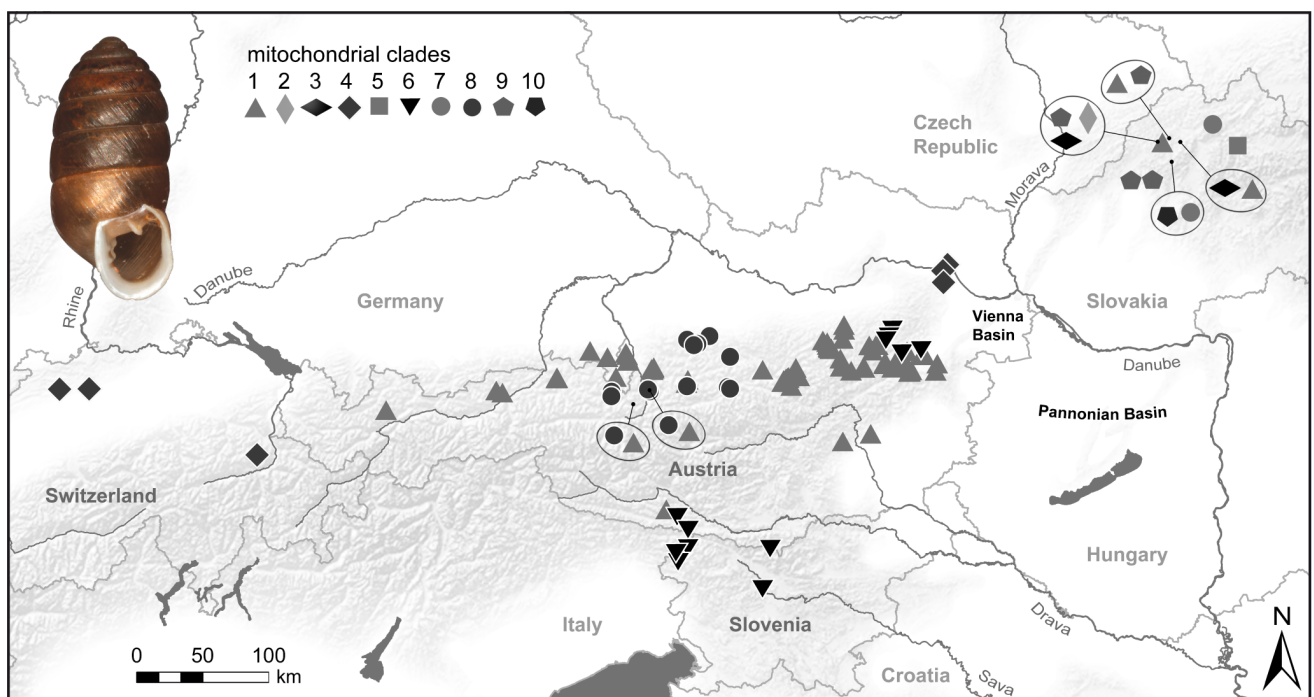 mitochondrial clades
1 2 3 4 5 6 7 8 9 10
Czech
Republic
Morava
Danube
Rhine
Germany
Slovakia
Vienna
Basin
Danube
Pannonian Basin
Austria
Switzerland
Hungary
Italy
Slovenia
Drava
Croatia
Sava
0 50 100
km
N